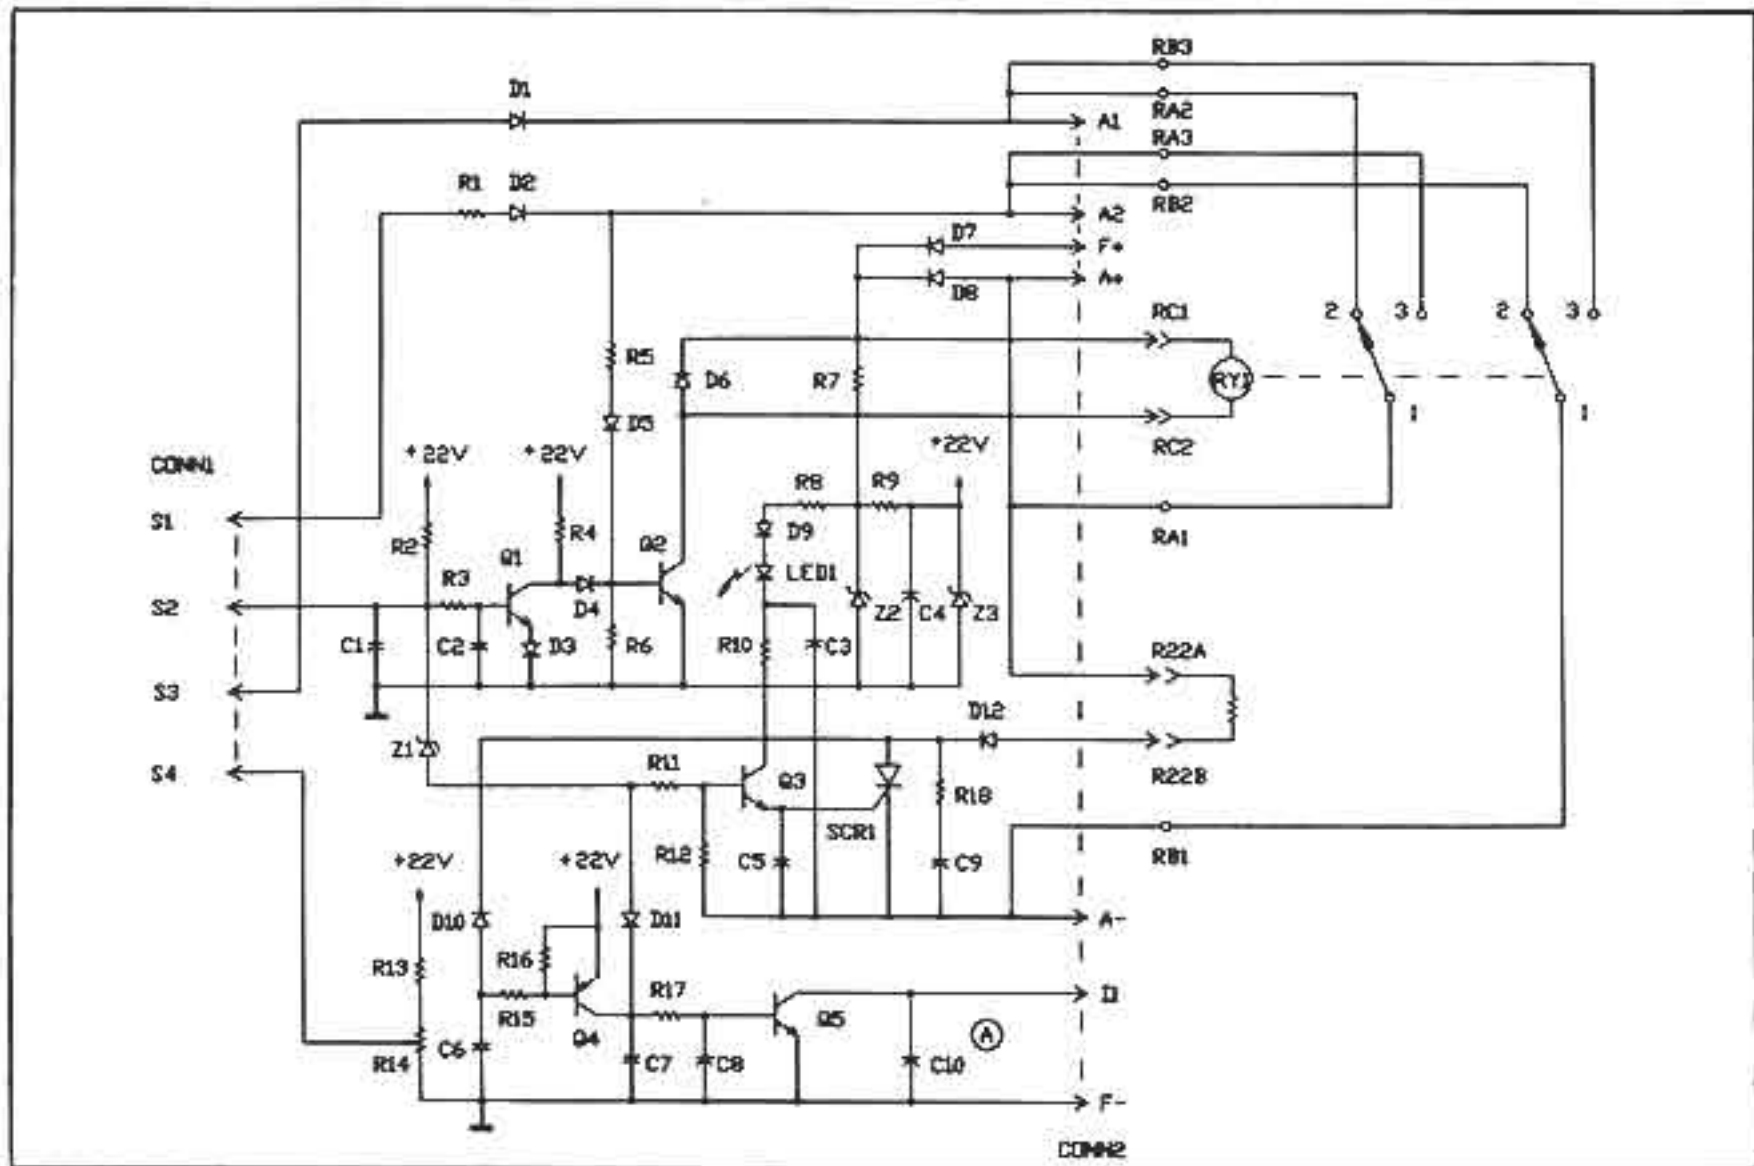 RB3
D1
RA2
A1
RA3
R1 D2
RB2
A2
D7
F+
A+
D8
RC1
2 3 2 3
R5
D6
R7
RY1
D5
1 1
+22V +22V
RC2
+22V
CONN1
R8 R9
S1
R4
D9
RA1
R2
Q1
Q2
R3
LED1
S2
D4
Z2 C4 Z3
C1 C2 D3 R6
R10 C3
R22A
S3
D12
Z1
R11
Q3
S4
R22B
R18
SCR1
R12 C5 C9
RB1
+22V +22V
D10 D11
A-
R16
R13
R17
D
R15
Q5
Q4
A
C6
R14
C7 C8 C10
F-
CONN2